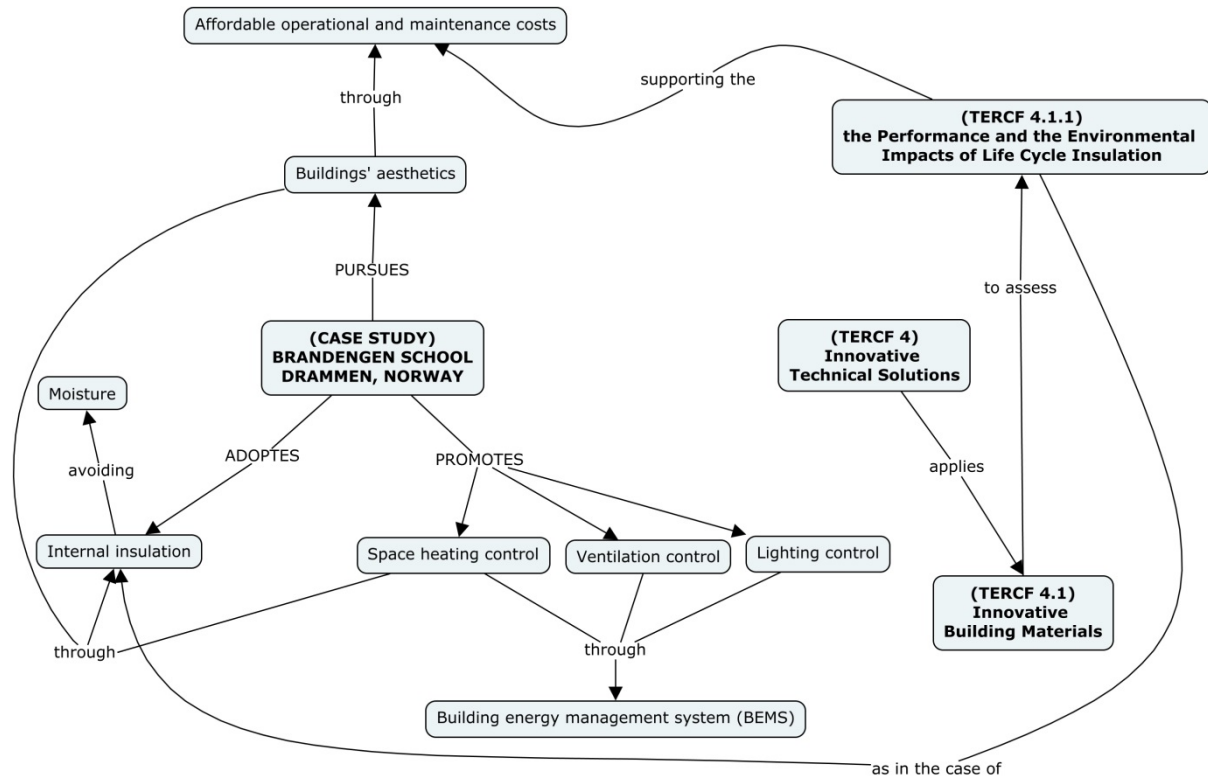 Affordable operational and maintenance costs
supporting the
through
(TERCF 4.1.1)
the Performance and the Environmental
Impacts of Life Cycle Insulation
Buildings' aesthetics
PURSUES
to assess
(CASE STUDY)
BRANDENGEN SCHOOL
DRAMMEN, NORWAY
(TERCF 4)
Innovative
Technical Solutions
Moisture
ADOPTES
PROMOTES
avoiding
applies
Internal insulation
Space heating control
Ventilation control
Lighting control
(TERCF 4.1)
Innovative
Building Materials
through
through
Building energy management system (BEMS)
as in the case of